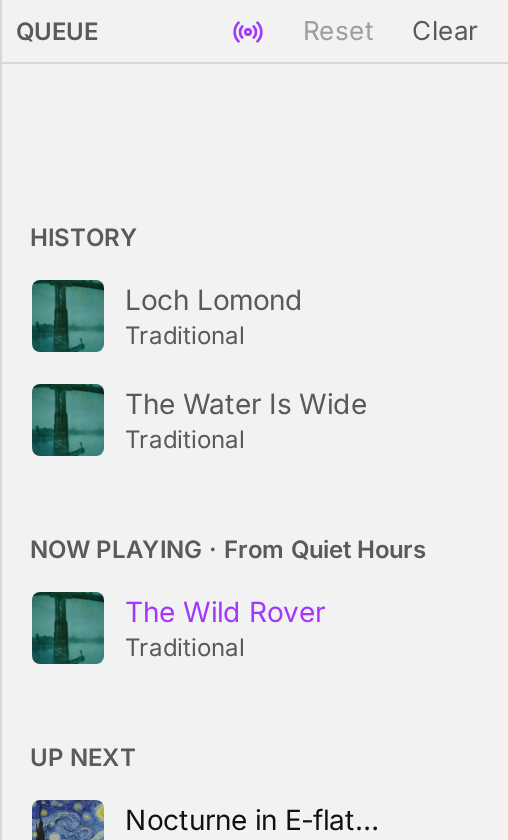 QUEUE Reset Clear
HISTORY
Loch Lomond
Traditional
The Water Is Wide
Traditional
NOW PLAYING · From Quiet Hours
The Wild Rover
Traditional
UP NEXT
Nocturne in E-flat...